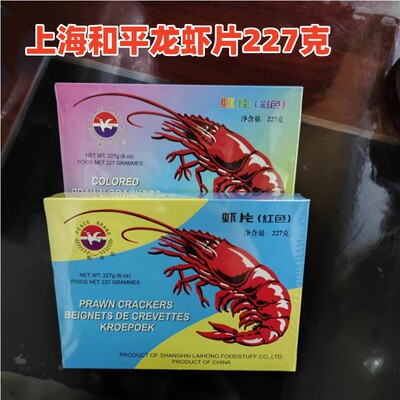 上海和平龙虾片227克
虾片(彩色)
净含量: 227克
NET WT. 227g (8 oz)
POIDS NET 227 GRAMMES
COLORED
PEACE BRAND
虾片(红色)
净含量: 227克
NET WT. 227g (8 oz)
POIDS NET 227 GRAMMES
PRAWN CRACKERS
BEIGNETS DE CREVETTES
KROEPOEK
PRODUCT OF SHANGHAI LAIHONG FOODSTUFF CO.,LTD.
PRODUCT OF CHINA